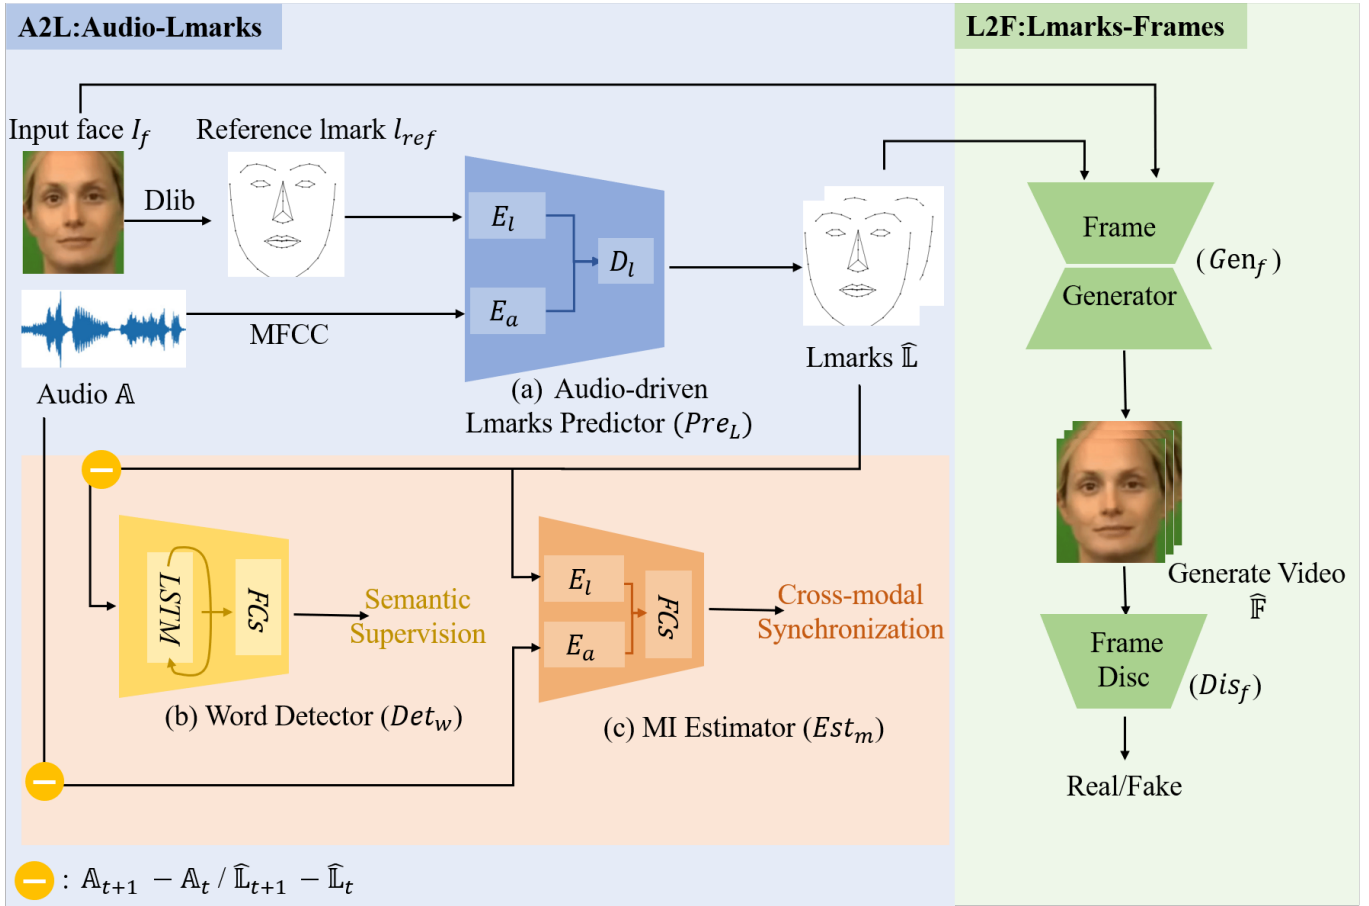 A2L:Audio-Lmarks
L2F:Lmarks-Frames
Input face I_f
Reference lmark l_ref
Dlib
E_l
D_l
E_a
MFCC
Audio 𝔸
(a) Audio-driven
Lmarks Predictor (Pre_L)
Lmarks 𝕃̂
Frame
Generator
(Gen_f)
Generate Video
𝔽̂
Frame
Disc
(Dis_f)
Real/Fake
LSTM
FCs
Semantic
Supervision
(b) Word Detector (Det_w)
E_l
E_a
FCs
Cross-modal
Synchronization
(c) MI Estimator (Est_m)
: 𝔸_{t+1} − 𝔸_t / 𝕃̂_{t+1} − 𝕃̂_t